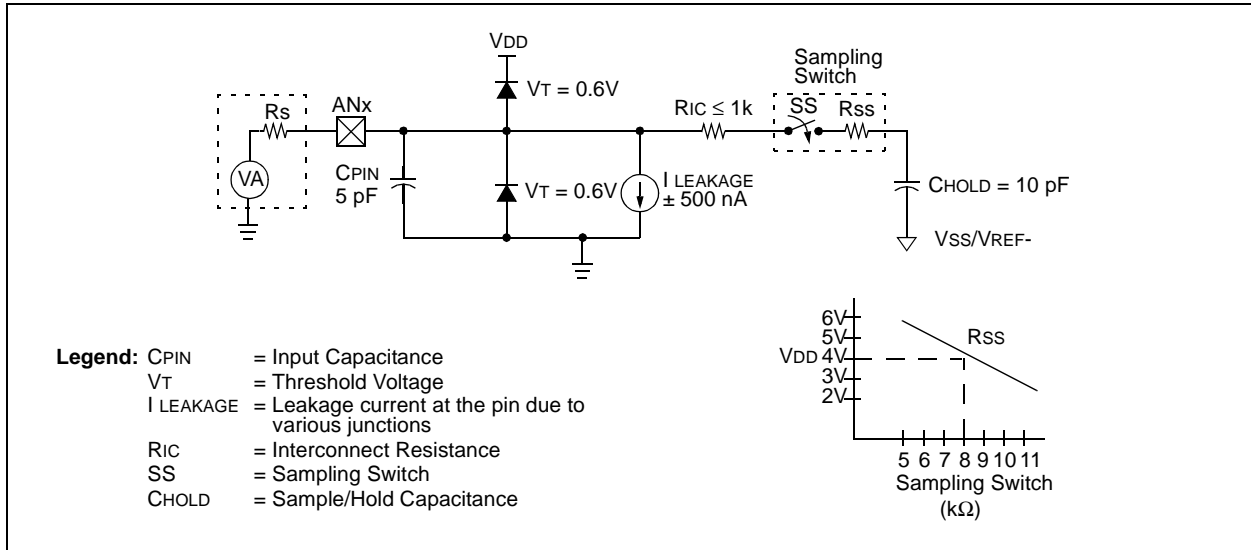 VDD
Sampling
Switch
VT = 0.6V
Rs
ANx
RIC ≤ 1k
SS
Rss
VA
CPIN
5 pF
VT = 0.6V
I LEAKAGE
± 500 nA
CHOLD = 10 pF
VSS/VREF-
Legend: CPIN = Input Capacitance
VT = Threshold Voltage
I LEAKAGE = Leakage current at the pin due to
various junctions
RIC = Interconnect Resistance
SS = Sampling Switch
CHOLD = Sample/Hold Capacitance
6V
5V
VDD 4V
3V
2V
RSS
5 6 7 8 9 10 11
Sampling Switch
(kΩ)